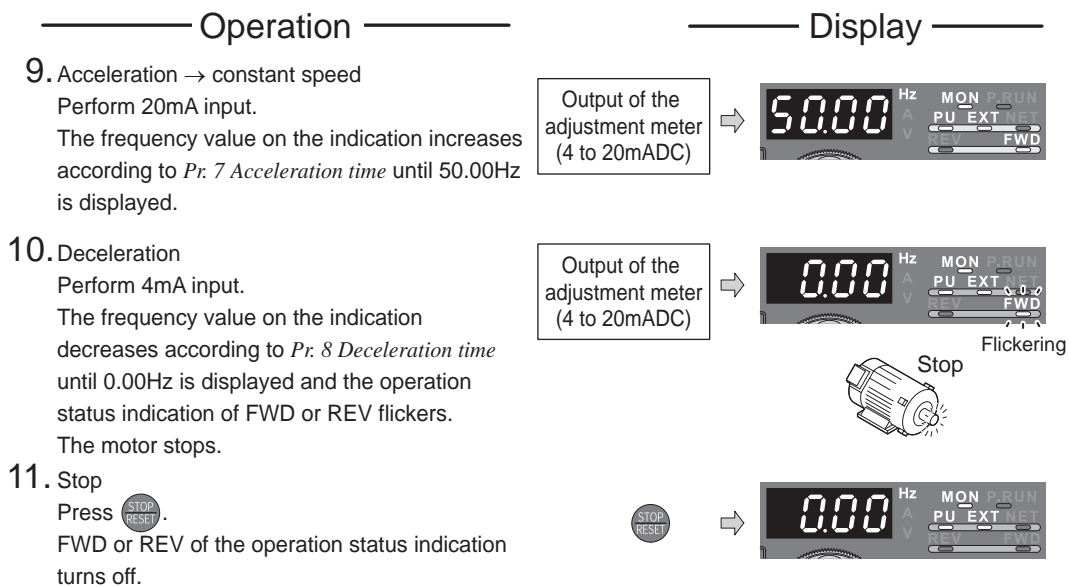 Operation
Display
9. Acceleration → constant speed
Perform 20mA input.
The frequency value on the indication increases
according to Pr. 7 Acceleration time until 50.00Hz
is displayed.
Output of the
adjustment meter
(4 to 20mADC)
50.00 Hz MON P.RUN
A PU EXT NET
V REV FWD
10. Deceleration
Perform 4mA input.
The frequency value on the indication
decreases according to Pr. 8 Deceleration time
until 0.00Hz is displayed and the operation
status indication of FWD or REV flickers.
The motor stops.
Output of the
adjustment meter
(4 to 20mADC)
0.00 Hz MON P.RUN
A PU EXT NET
V REV FWD
Flickering
Stop
11. Stop
Press STOP RESET.
FWD or REV of the operation status indication
turns off.
STOP
RESET
0.00 Hz MON P.RUN
A PU EXT NET
V REV FWD